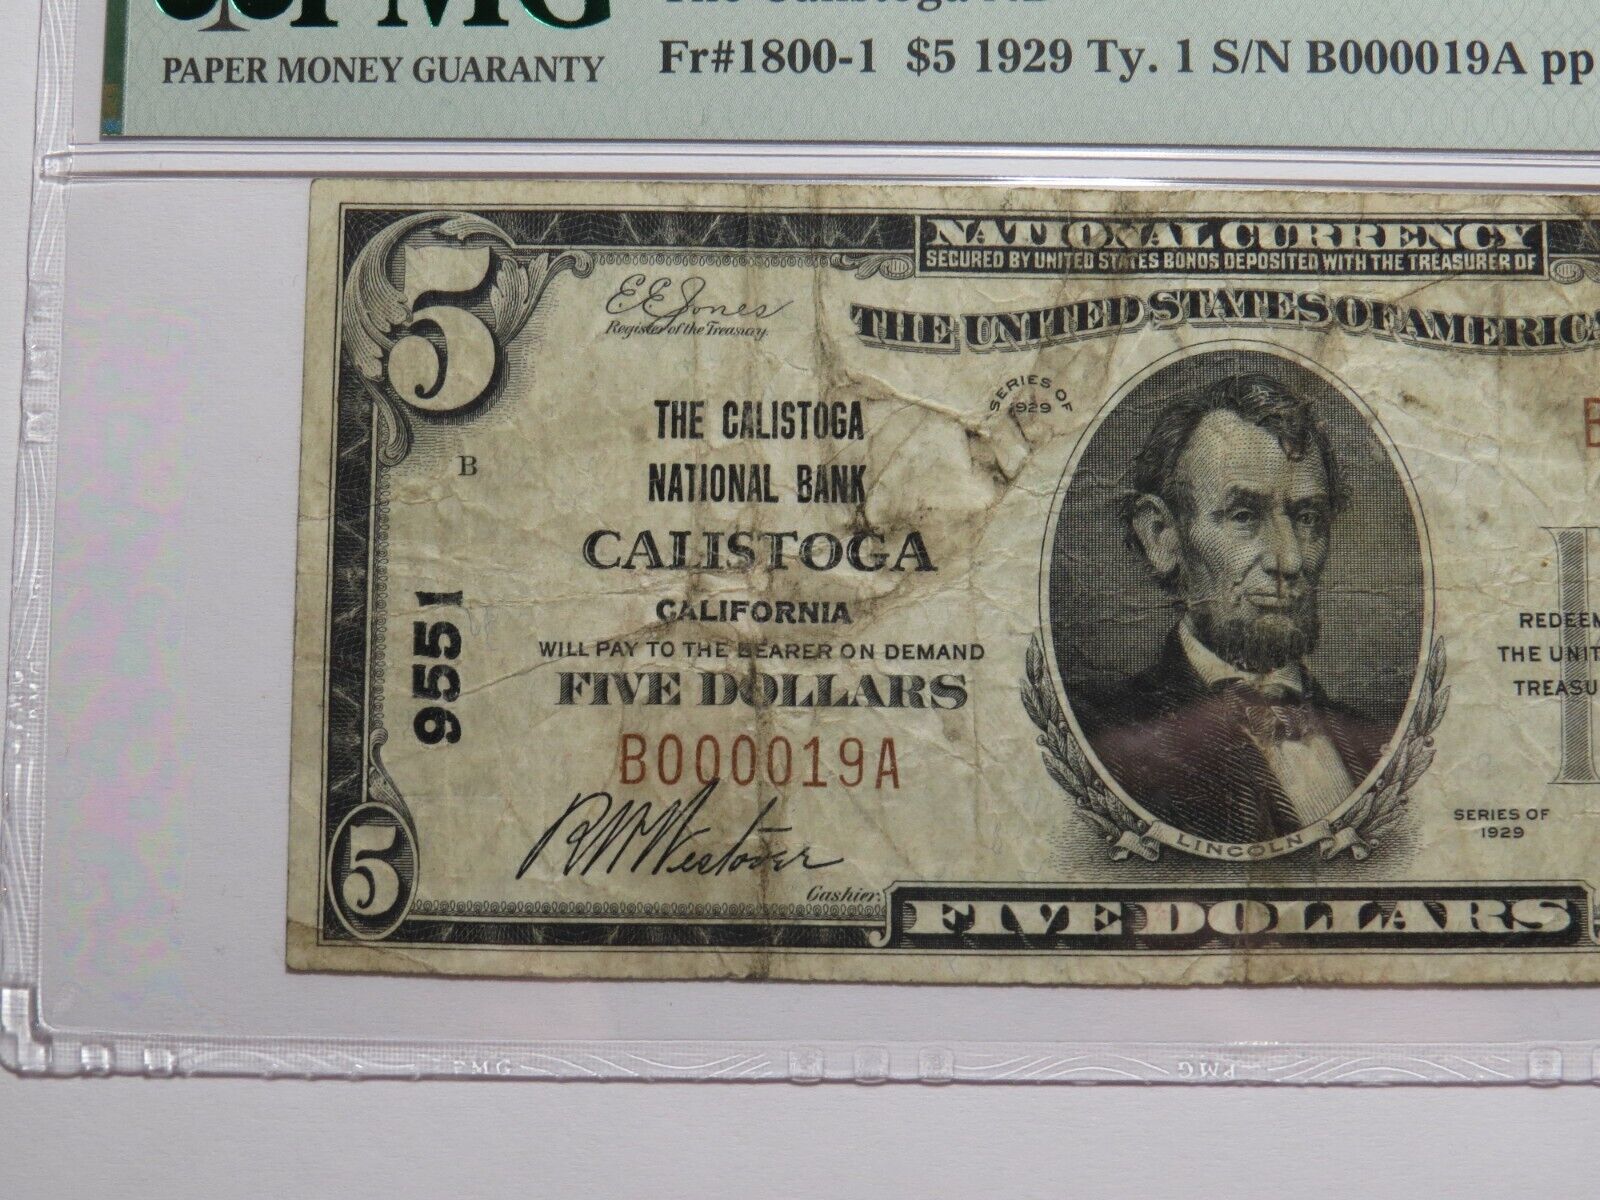 PMG
PAPER MONEY GUARANTY
Fr#1800-1 $5 1929 Ty. 1 S/N B000019A pp
5
NATIONAL CURRENCY
SECURED BY UNITED STATES BONDS DEPOSITED WITH THE TREASURER OF
THE UNITED STATES OF AMERICA
E E Jones
Register of the Treasury.
SERIES OF
1929
THE CALISTOGA
NATIONAL BANK
B
CALISTOGA
CALIFORNIA
WILL PAY TO THE BEARER ON DEMAND
FIVE DOLLARS
9551
B000019A
B
REDEEM
THE UNIT
TREASU
SERIES OF
1929
LINCOLN
Westover
Cashier.
5
FIVE DOLLARS
PMG
PMG